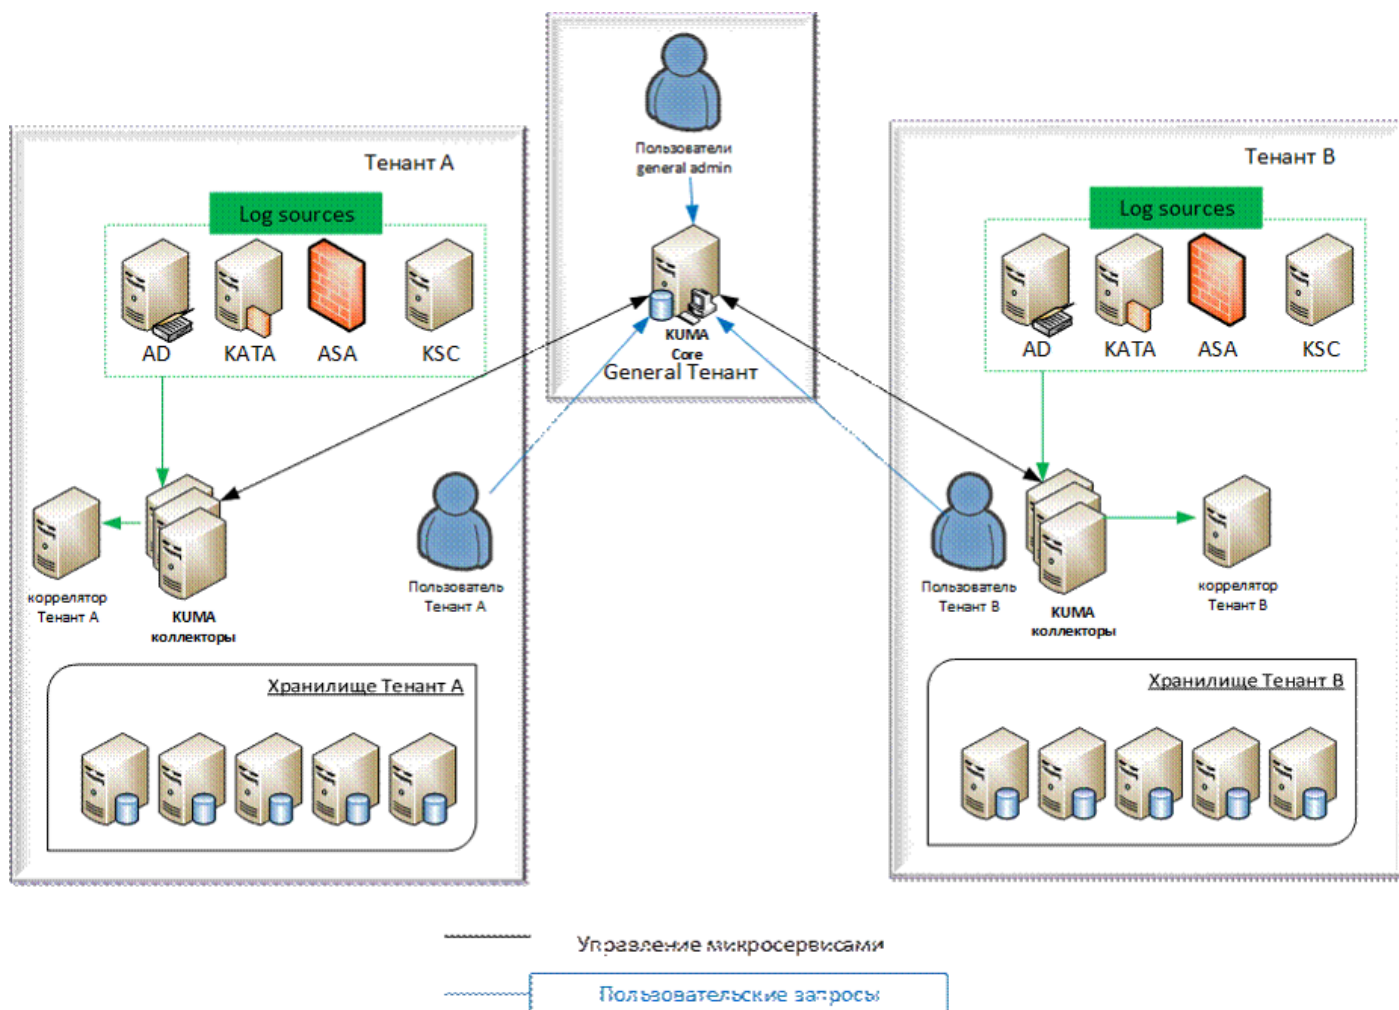 Пользователи
general admin
KUMA
Core
General Тенант
Тенант A
Log sources
AD
KATA
ASA
KSC
коррелятор
Тенант A
KUMA
коллекторы
Пользователь
Тенант A
Хранилище Тенант A
Тенант B
Log sources
AD
KATA
ASA
KSC
Пользователь
Тенант B
KUMA
коллекторы
коррелятор
Тенант B
Хранилище Тенант B
Управление микросервисами
Пользовательские запросы